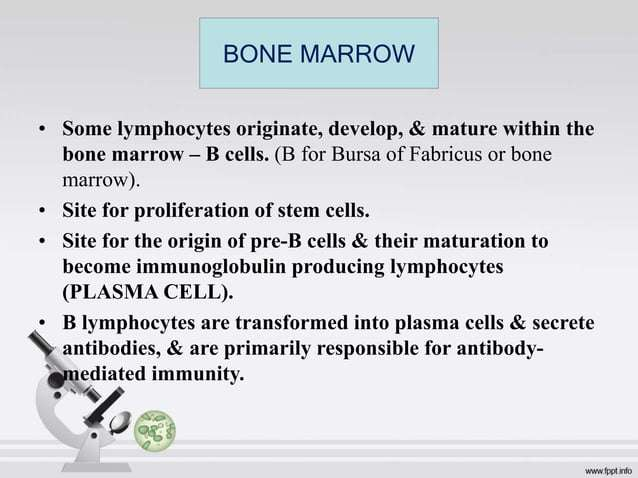 BONE MARROW
• Some lymphocytes originate, develop, & mature within the
bone marrow – B cells. (B for Bursa of Fabricus or bone
marrow).
• Site for proliferation of stem cells.
• Site for the origin of pre-B cells & their maturation to
become immunoglobulin producing lymphocytes
(PLASMA CELL).
• B lymphocytes are transformed into plasma cells & secrete
antibodies, & are primarily responsible for antibody-
mediated immunity.
www.fppt.info